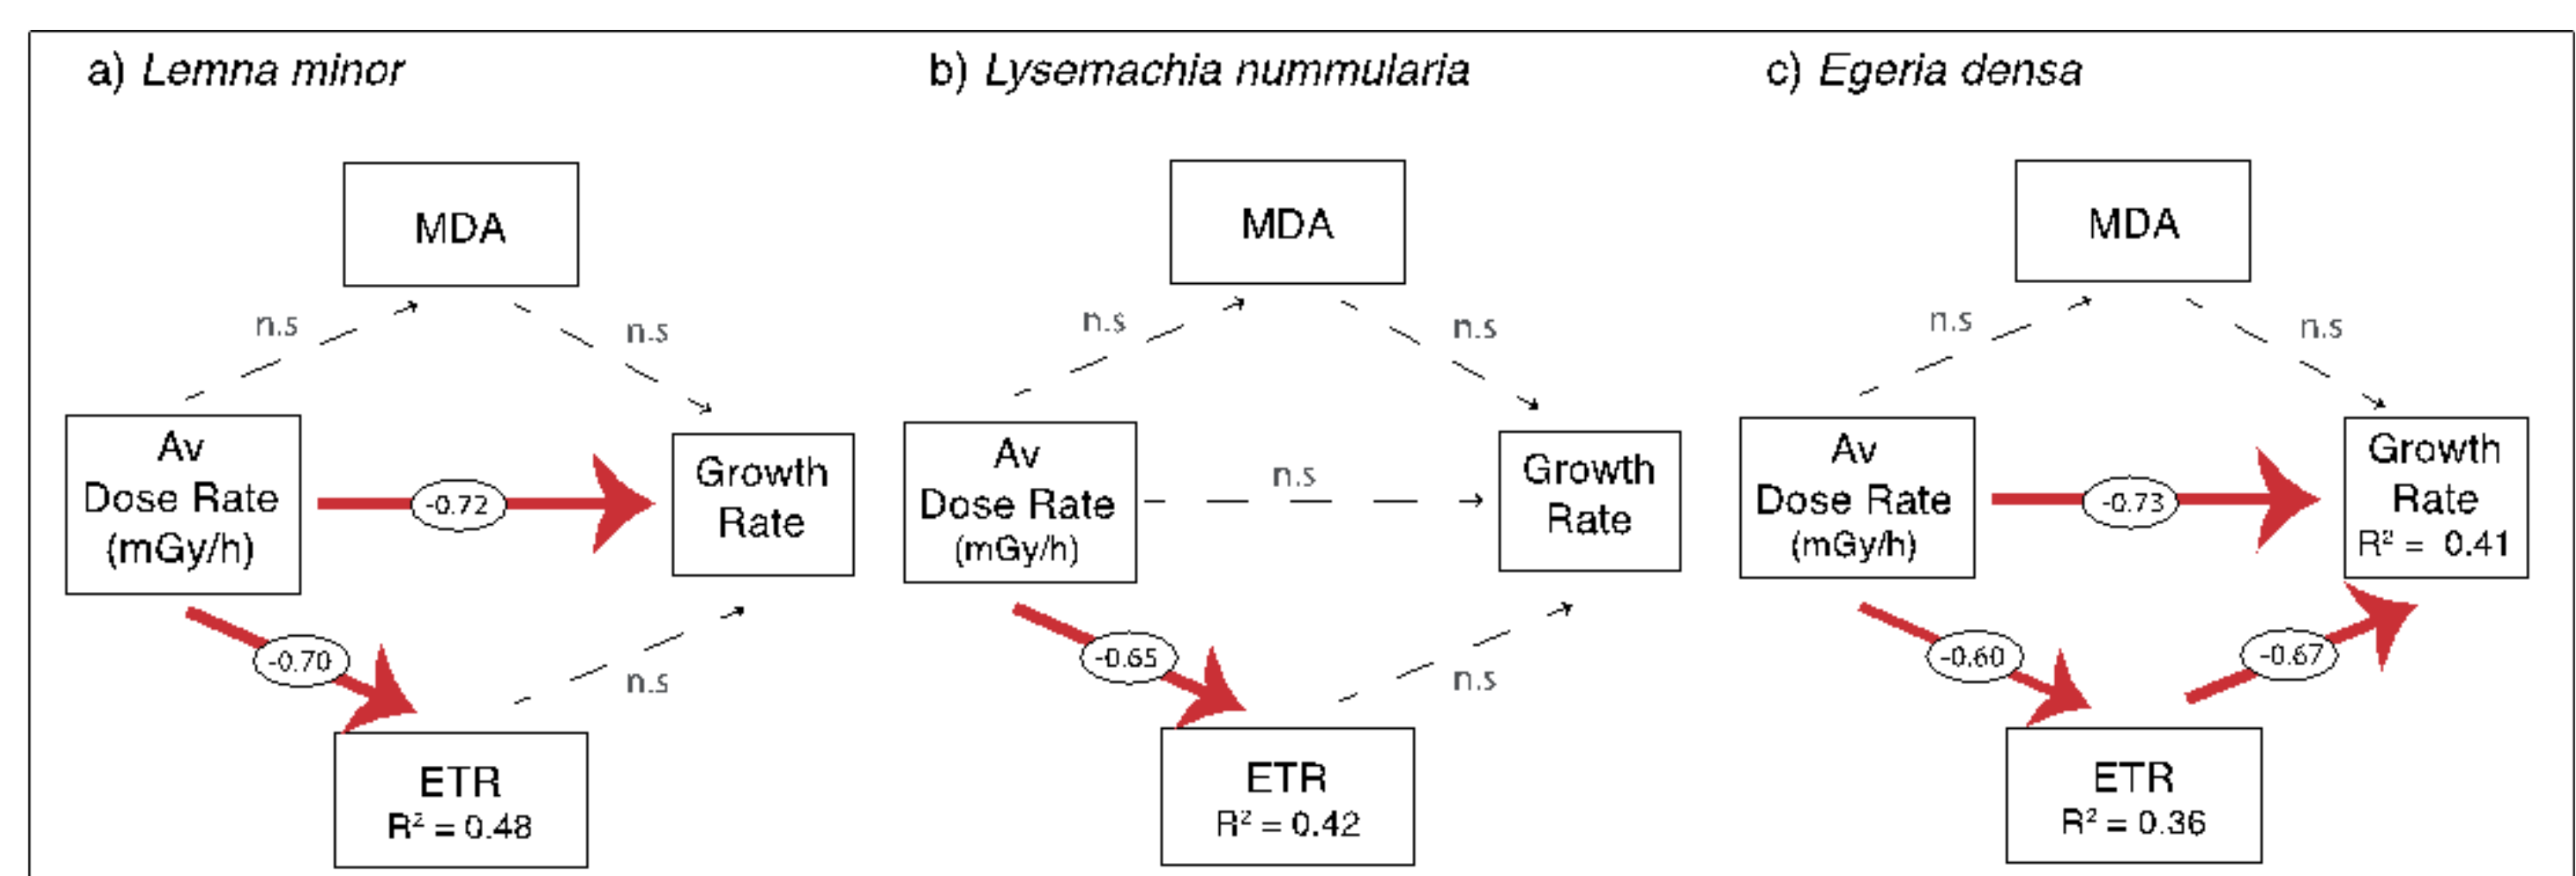 a) Lemna minor
MDA
n.s
n.s
Av
Dose Rate
(mGy/h)
-0.72
Growth
Rate
-0.70
n.s
ETR
R² = 0.48
b) Lysemachia nummularia
MDA
n.s
n.s
Av
Dose Rate
(mGy/h)
n.s
Growth
Rate
-0.65
n.s
ETR
R² = 0.42
c) Egeria densa
MDA
n.s
n.s
Av
Dose Rate
(mGy/h)
-0.73
Growth
Rate
R² = 0.41
-0.60
-0.67
ETR
R² = 0.36